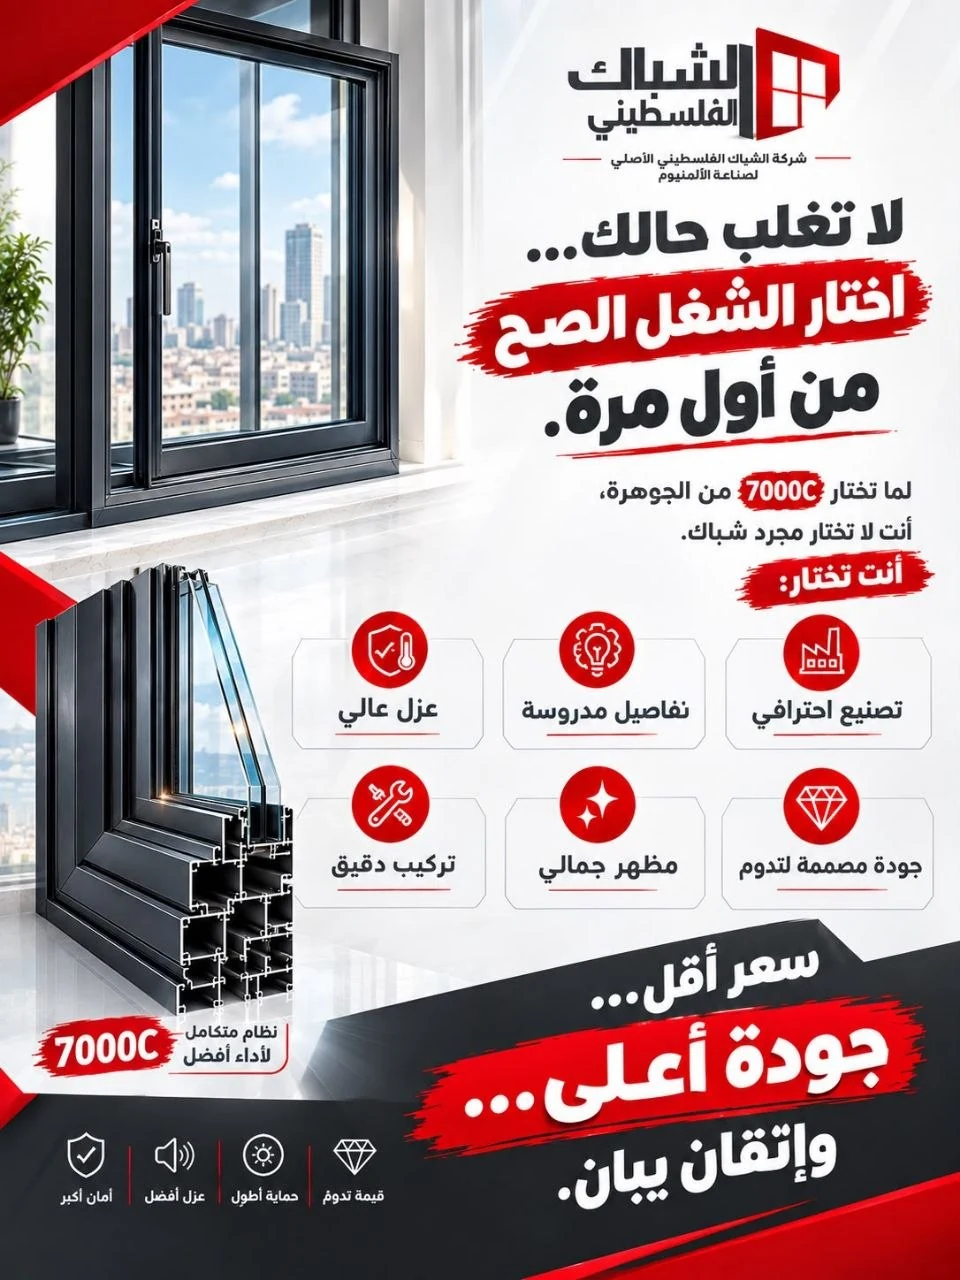 الشباك
الفلسطيني
شركة الشباك الفلسطيني الأصلي
لصناعة الألمنيوم
لا تغلب حالك...
اختار الشغل الصح
من أول مرة.
لما تختار 7000C من الجوهرة،
أنت لا تختار مجرد شباك.
أنت تختار:
تصنيع احترافي
نفاصيل مدروسة
عزل عالي
جودة مصممة لتدوم
مظهر جمالي
تركيب دقيق
نظام متكامل
لأداء أفضل
7000C
سعر أقل...
جودة أعلى...
وإتقان يبان.
قيمة تدوم
حماية أطول
عزل أفضل
أمان أكبر